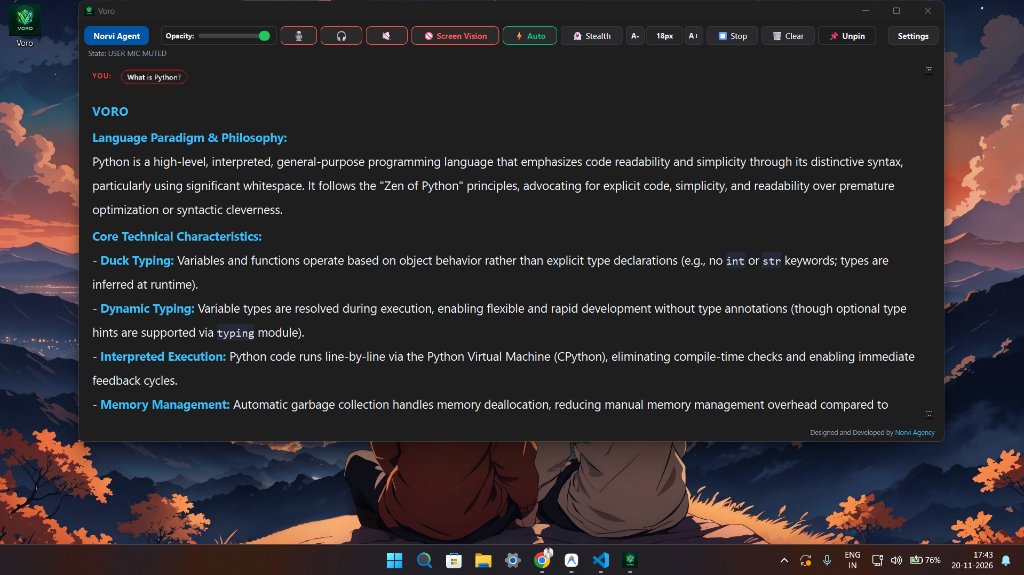 VORO
Voro
Voro
Norvi Agent
Opacity:
Screen Vision
Auto
Stealth
A-
18px
A+
Stop
Clear
Unpin
Settings
State: USER MIC MUTED
YOU:
What is Python?
VORO
Language Paradigm & Philosophy:
Python is a high-level, interpreted, general-purpose programming language that emphasizes code readability and simplicity through its distinctive syntax,
particularly using significant whitespace. It follows the "Zen of Python" principles, advocating for explicit code, simplicity, and readability over premature
optimization or syntactic cleverness.
Core Technical Characteristics:
- Duck Typing: Variables and functions operate based on object behavior rather than explicit type declarations (e.g., no int or str keywords; types are
inferred at runtime).
- Dynamic Typing: Variable types are resolved during execution, enabling flexible and rapid development without type annotations (though optional type
hints are supported via typing module).
- Interpreted Execution: Python code runs line-by-line via the Python Virtual Machine (CPython), eliminating compile-time checks and enabling immediate
feedback cycles.
- Memory Management: Automatic garbage collection handles memory deallocation, reducing manual memory management overhead compared to
Designed and Developed by Norvi Agency
ENG
IN
76%
17:43
20-11-2026